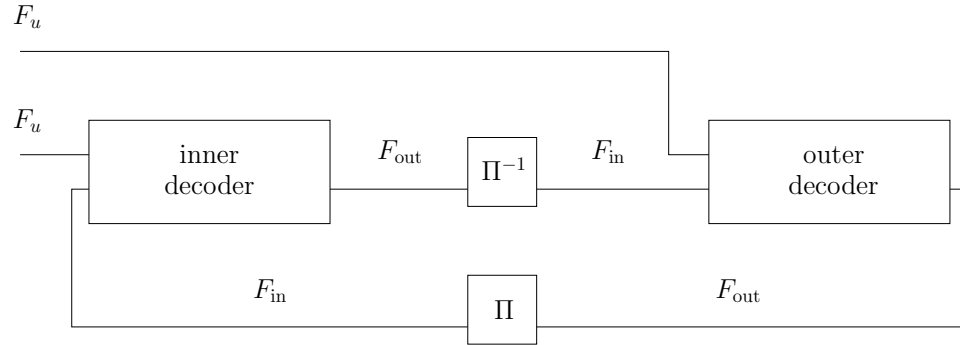 F_u
F_u
inner
decoder
F_out
Π^{-1}
F_in
outer
decoder
F_in
Π
F_out